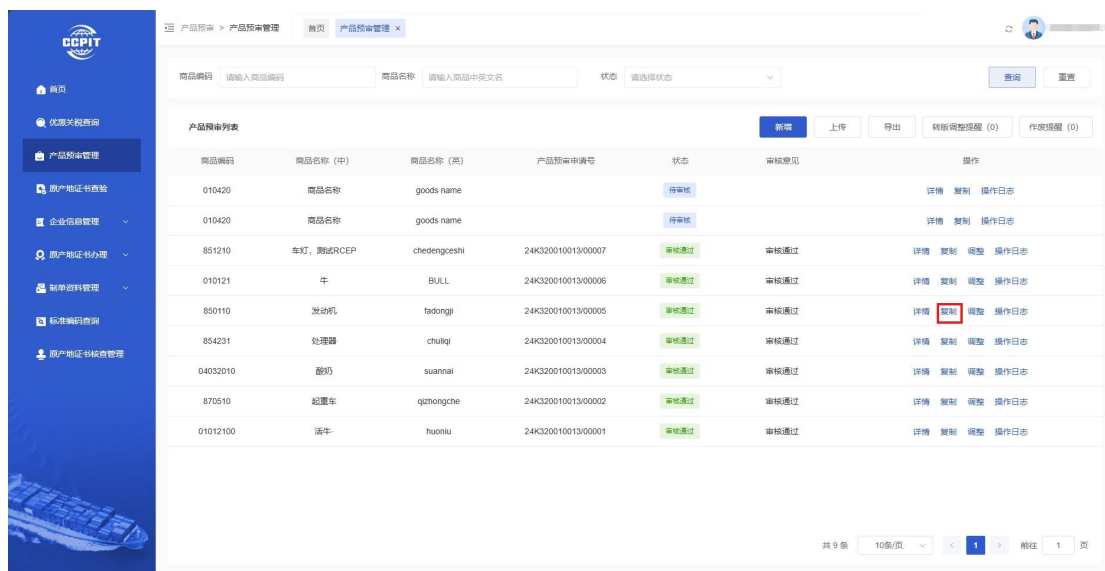 CCPIT
产品预审 > 产品预审管理 首页 产品预审管理 ×
首页
优惠关税查询
产品预审管理
原产地证书查验
企业信息管理
原产地证书办理
制单资料管理
标准编码查询
原产地证书核查管理
商品编码 请输入商品编码 商品名称 请输入商品中英文名 状态 请选择状态 查询 重置
产品预审列表 新增 上传 导出 转版调整提醒（0） 作废提醒（0）
商品编码 商品名称（中） 商品名称（英） 产品预审申请号 状态 审核意见 操作
010420 商品名称 goods name 待审核 详情 复制 操作日志
010420 商品名称 goods name 待审核 详情 复制 操作日志
851210 车灯，测试RCEP chedengceshi 24K320010013/00007 审核通过 审核通过 详情 复制 调整 操作日志
010121 牛 BULL 24K320010013/00006 审核通过 审核通过 详情 复制 调整 操作日志
850110 发动机 fadongji 24K320010013/00005 审核通过 审核通过 详情 复制 调整 操作日志
854231 处理器 chuliqi 24K320010013/00004 审核通过 审核通过 详情 复制 调整 操作日志
04032010 酸奶 suannai 24K320010013/00003 审核通过 审核通过 详情 复制 调整 操作日志
870510 起重车 qizhongche 24K320010013/00002 审核通过 审核通过 详情 复制 调整 操作日志
01012100 活牛 huoniu 24K320010013/00001 审核通过 审核通过 详情 复制 调整 操作日志
共 9 条 10条/页 < 1 > 前往 1 页